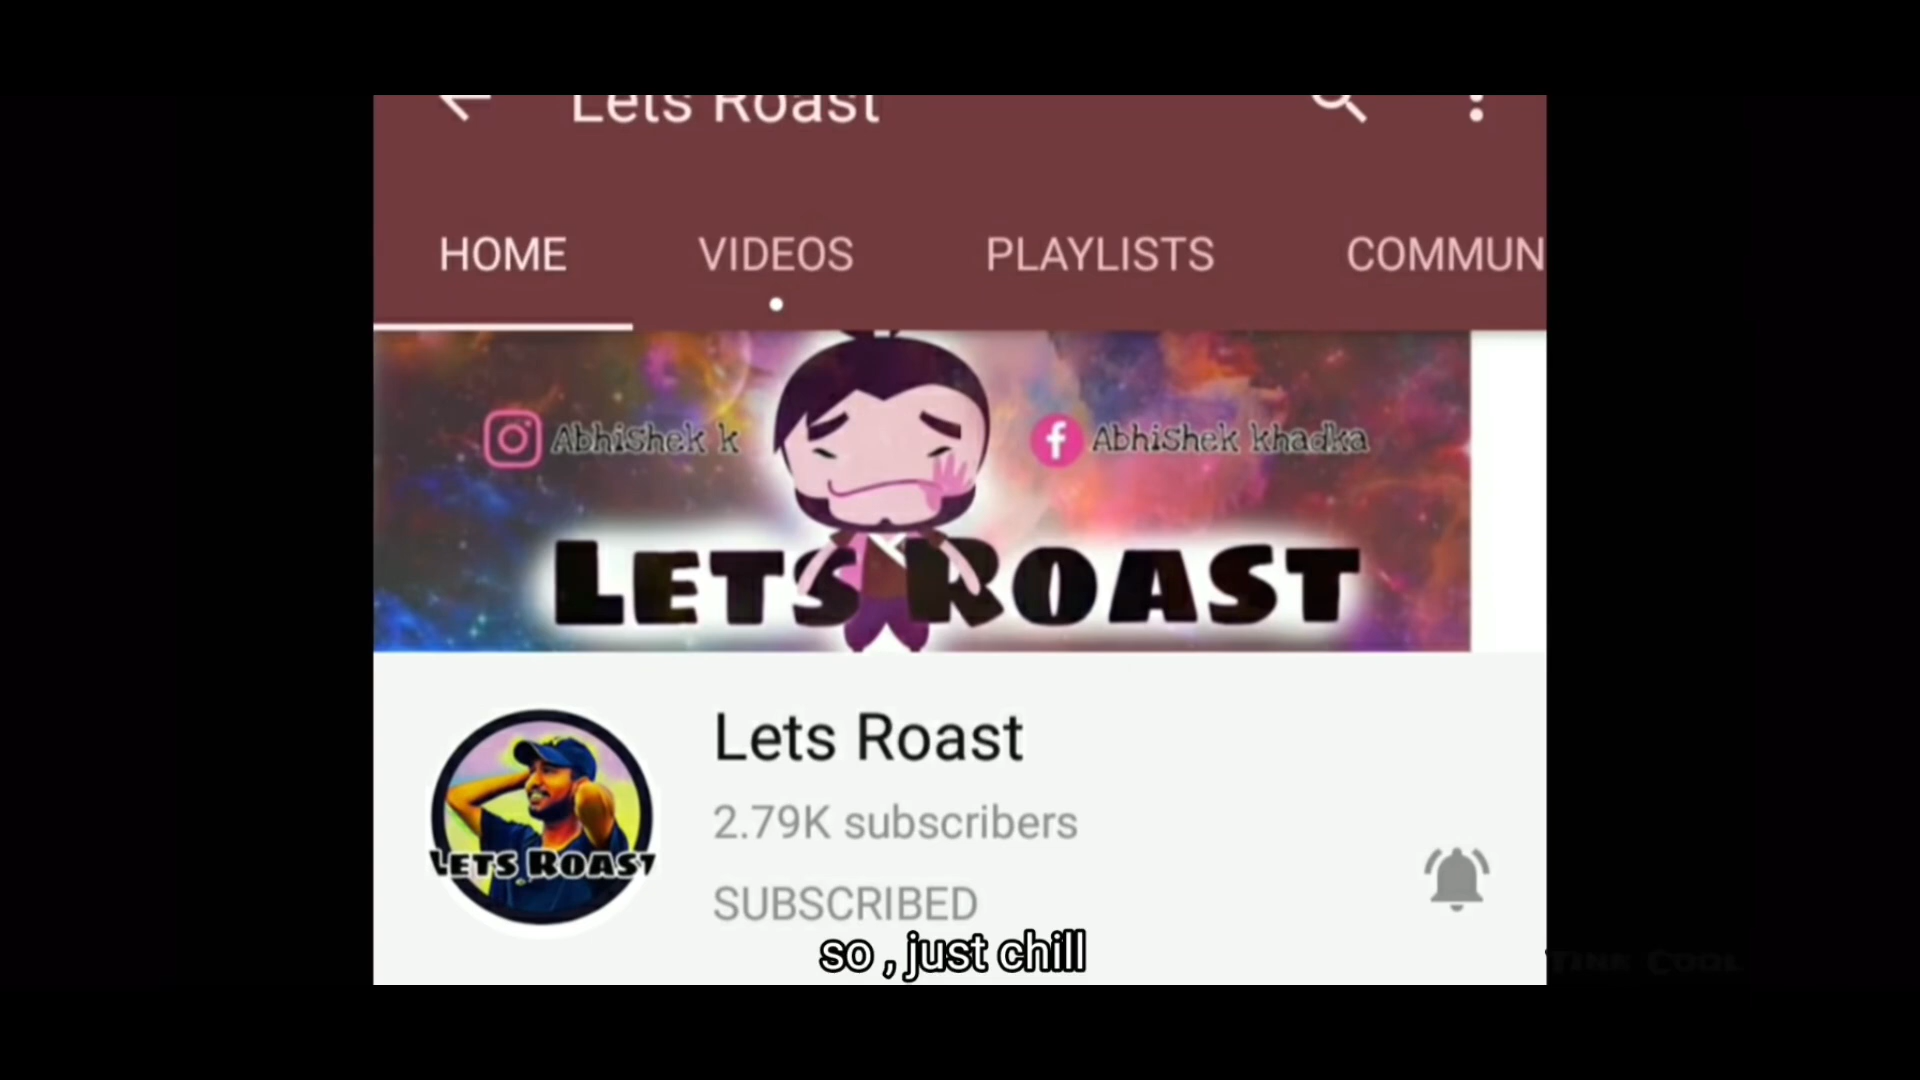 Lets Roast
HOME VIDEOS PLAYLISTS COMMUN
Abhishek k
Abhishek khadka
LETS ROAST
Lets Roast
2.79K subscribers
SUBSCRIBED
LETS ROAST
so , just chill